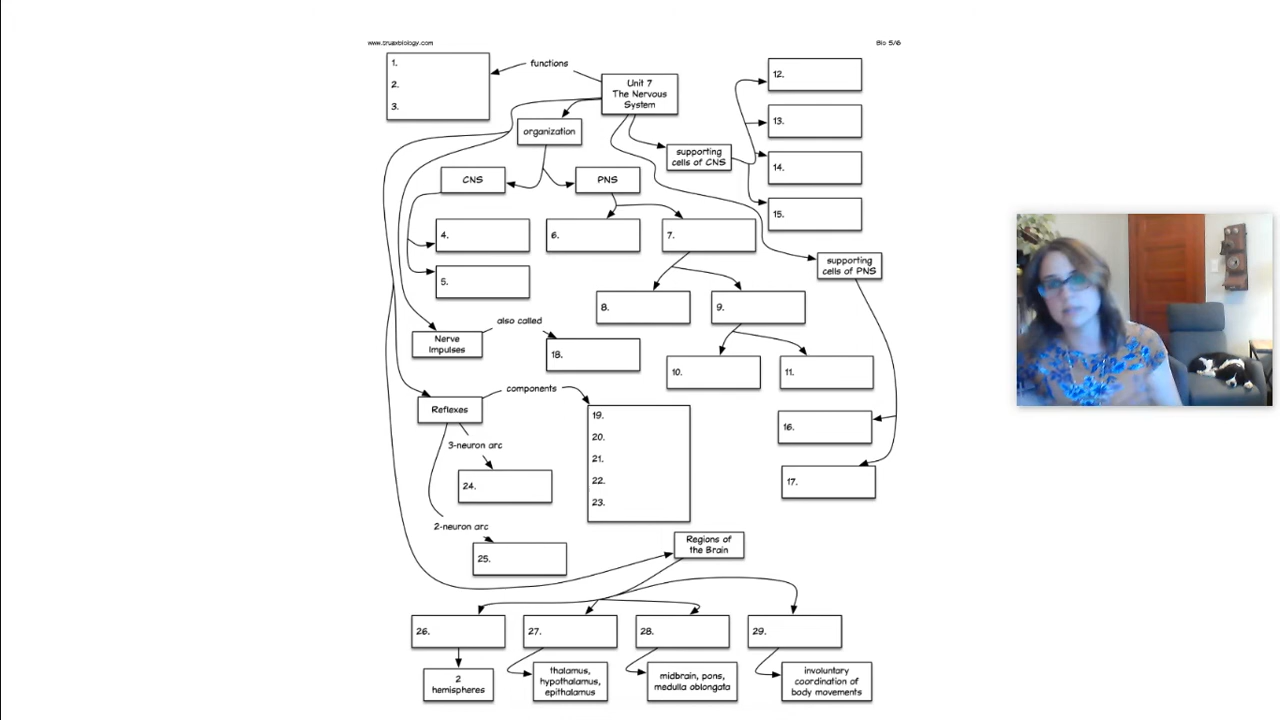 www.truaxbiology.com
Bio 5/6
1.
2.
3.
functions
Unit 7
The Nervous
System
12.
13.
14.
15.
organization
supporting
cells of CNS
CNS
PNS
4.
5.
6.
7.
supporting
cells of PNS
8.
9.
10.
11.
Nerve
Impulses
also called
18.
16.
17.
Reflexes
components
19.
20.
21.
22.
23.
3-neuron arc
24.
2-neuron arc
25.
Regions of
the Brain
26.
27.
28.
29.
2
hemispheres
thalamus,
hypothalamus,
epithalamus
midbrain, pons,
medulla oblongata
involuntary
coordination of
body movements